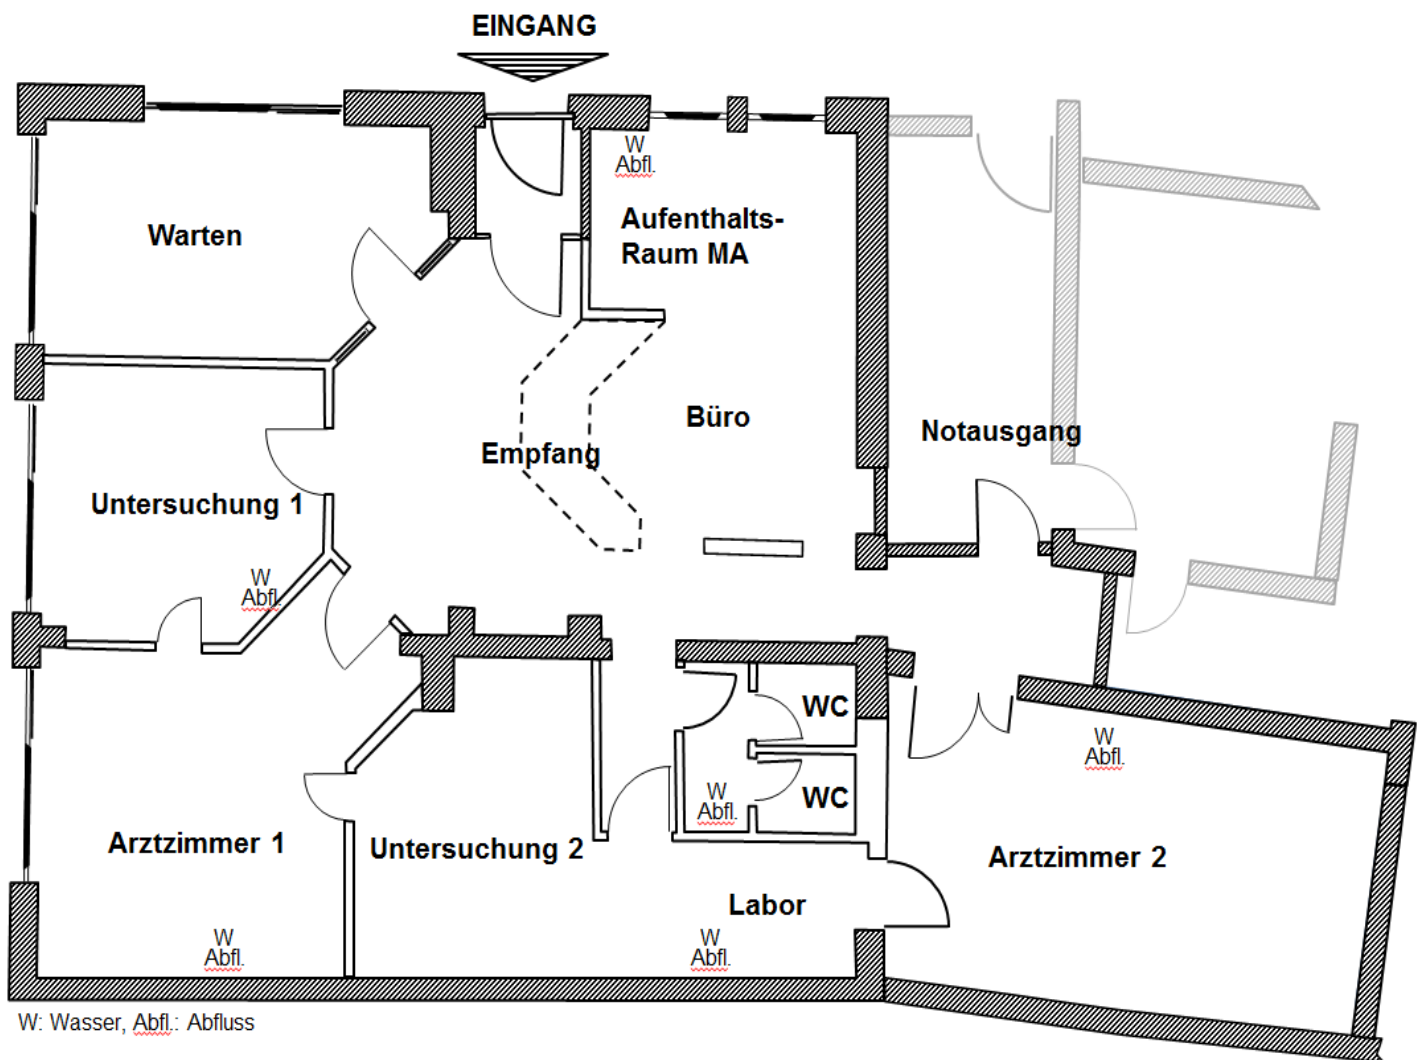 EINGANG
W
Abfl.
Aufenthalts-
Raum MA
Warten
Büro
Notausgang
Empfang
Untersuchung 1
W
Abfl.
WC
W
Abfl.
W
Abfl.
WC
Arztzimmer 1
Untersuchung 2
Arztzimmer 2
Labor
W
Abfl.
W
Abfl.
W: Wasser, Abfl.: Abfluss